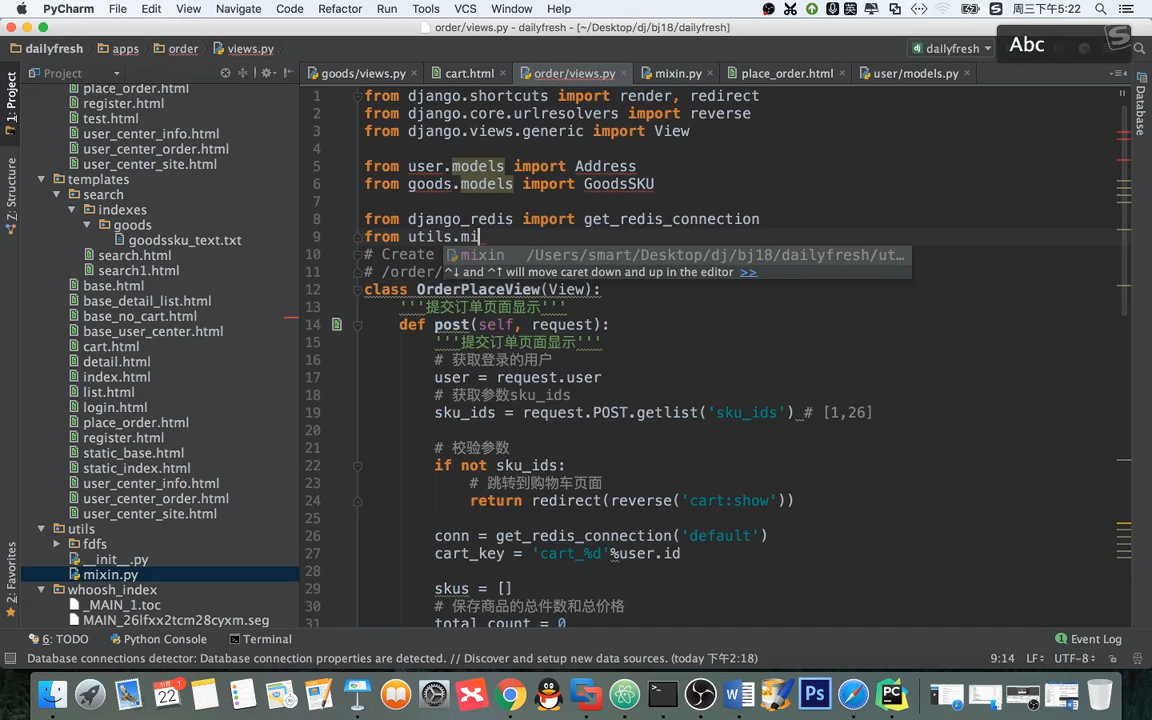 PyCharm File Edit View Navigate Code Refactor Run Tools VCS Window Help 英 周三下午5:22
order/views.py - dailyfresh - [~/Desktop/dj/bj18/dailyfresh]
dailyfresh apps order views.py dailyfresh Abc
Project
goods/views.py cart.html order/views.py mixin.py place_order.html user/models.py
1: Project
Z: Structure
2: Favorites
Database
place_order.html
register.html
test.html
user_center_info.html
user_center_order.html
user_center_site.html
templates
search
indexes
goods
goodssku_text.txt
search.html
search1.html
base.html
base_detail_list.html
base_no_cart.html
base_user_center.html
cart.html
detail.html
index.html
list.html
login.html
place_order.html
register.html
static_base.html
static_index.html
user_center_info.html
user_center_order.html
user_center_site.html
utils
fdfs
__init__.py
mixin.py
whoosh_index
_MAIN_1.toc
MAIN_26lfxx2tcm28cyxm.seg
1 from django.shortcuts import render, redirect
2 from django.core.urlresolvers import reverse
3 from django.views.generic import View
4
5 from user.models import Address
6 from goods.models import GoodsSKU
7
8 from django_redis import get_redis_connection
9 from utils.mi
mixin /Users/smart/Desktop/dj/bj18/dailyfresh/ut…
^↓ and ^↑ will move caret down and up in the editor >>
10 # Create
11 # /order/
12 class OrderPlaceView(View):
13 '''提交订单页面显示'''
14 def post(self, request):
15 '''提交订单页面显示'''
16 # 获取登录的用户
17 user = request.user
18 # 获取参数sku_ids
19 sku_ids = request.POST.getlist('sku_ids') # [1,26]
20
21 # 校验参数
22 if not sku_ids:
23 # 跳转到购物车页面
24 return redirect(reverse('cart:show'))
25
26 conn = get_redis_connection('default')
27 cart_key = 'cart_%d'%user.id
28
29 skus = []
30 # 保存商品的总件数和总价格
31 total_count = 0
6: TODO Python Console Terminal 1 Event Log
Database connections detector: Database connection properties are detected. // Discover and setup new data sources. (today 下午2:18) 9:14 LF UTF-8